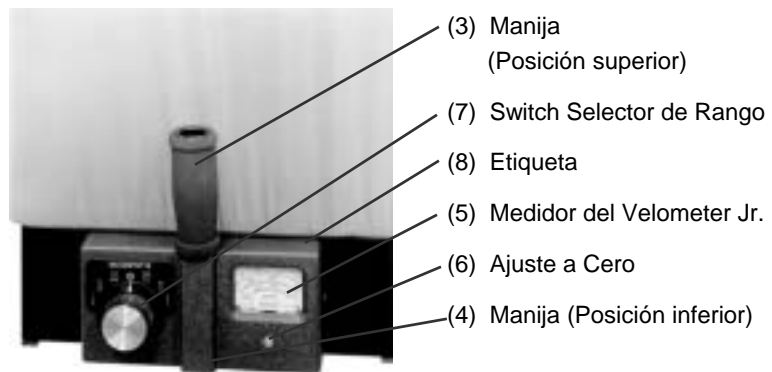 (3) Manija
(Posición superior)
(7) Switch Selector de Rango
(8) Etiqueta
(5) Medidor del Velometer Jr.
(6) Ajuste a Cero
(4) Manija (Posición inferior)